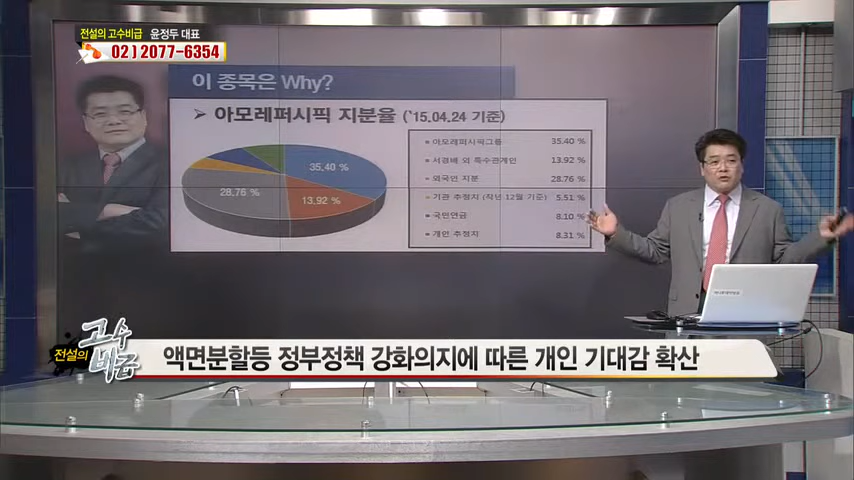 전설의 고수비급 윤정두 대표
02 ) 2077-6354
이 종목은 Why?
➢ 아모레퍼시픽 지분율 ('15.04.24 기준)
35.40 %
28.76 %
13.92 %
아모레퍼시픽그룹 35.40 %
서경배 외 특수관계인 13.92 %
외국인 지분 28.76 %
기관 추정치 (작년 12월 기준) 5.51 %
국민연금 8.10 %
개인 추정치 8.31 %
전설의 고수 비급
액면분할등 정부정책 강화의지에 따른 개인 기대감 확산